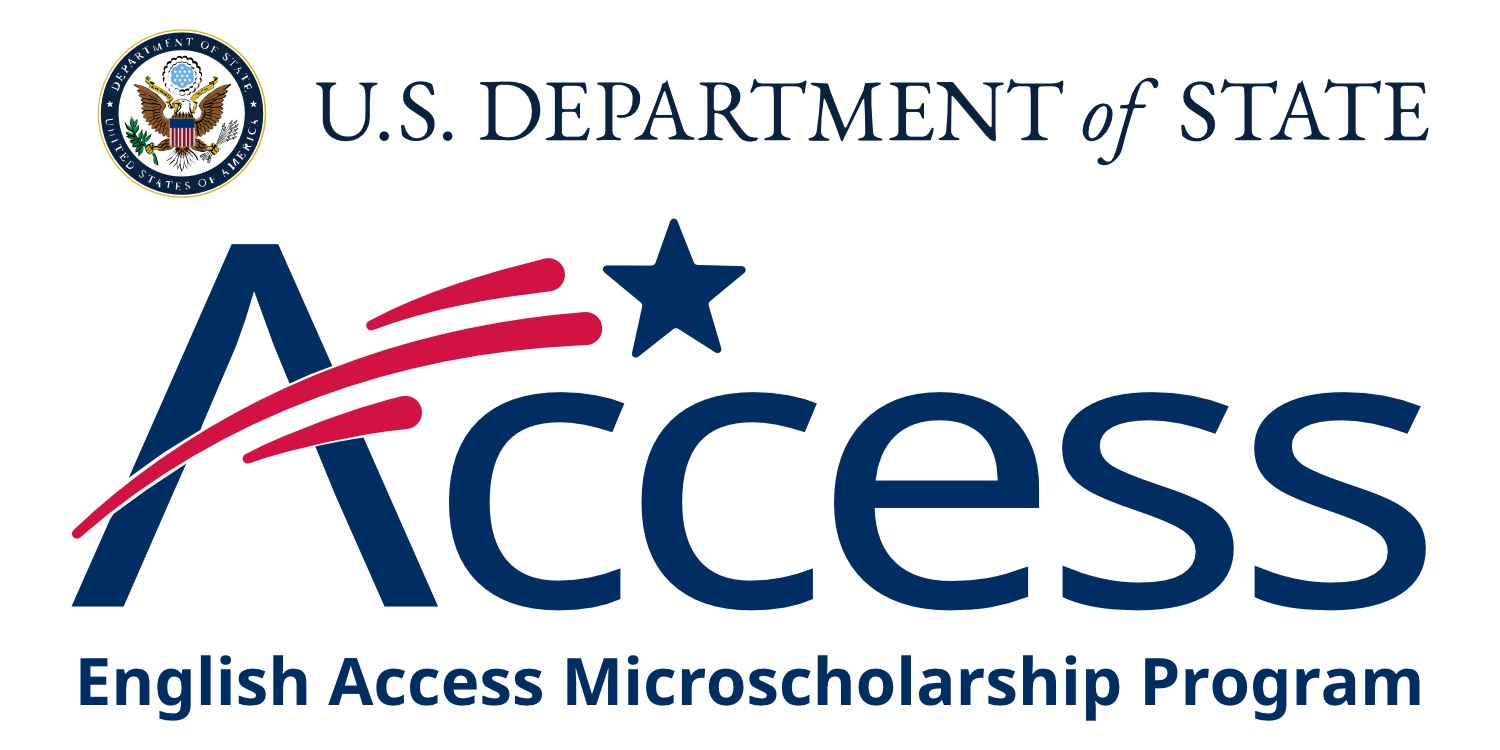 DEPARTMENT OF STATE
UNITED STATES OF AMERICA
U.S. DEPARTMENT of STATE
Access
English Access Microscholarship Program